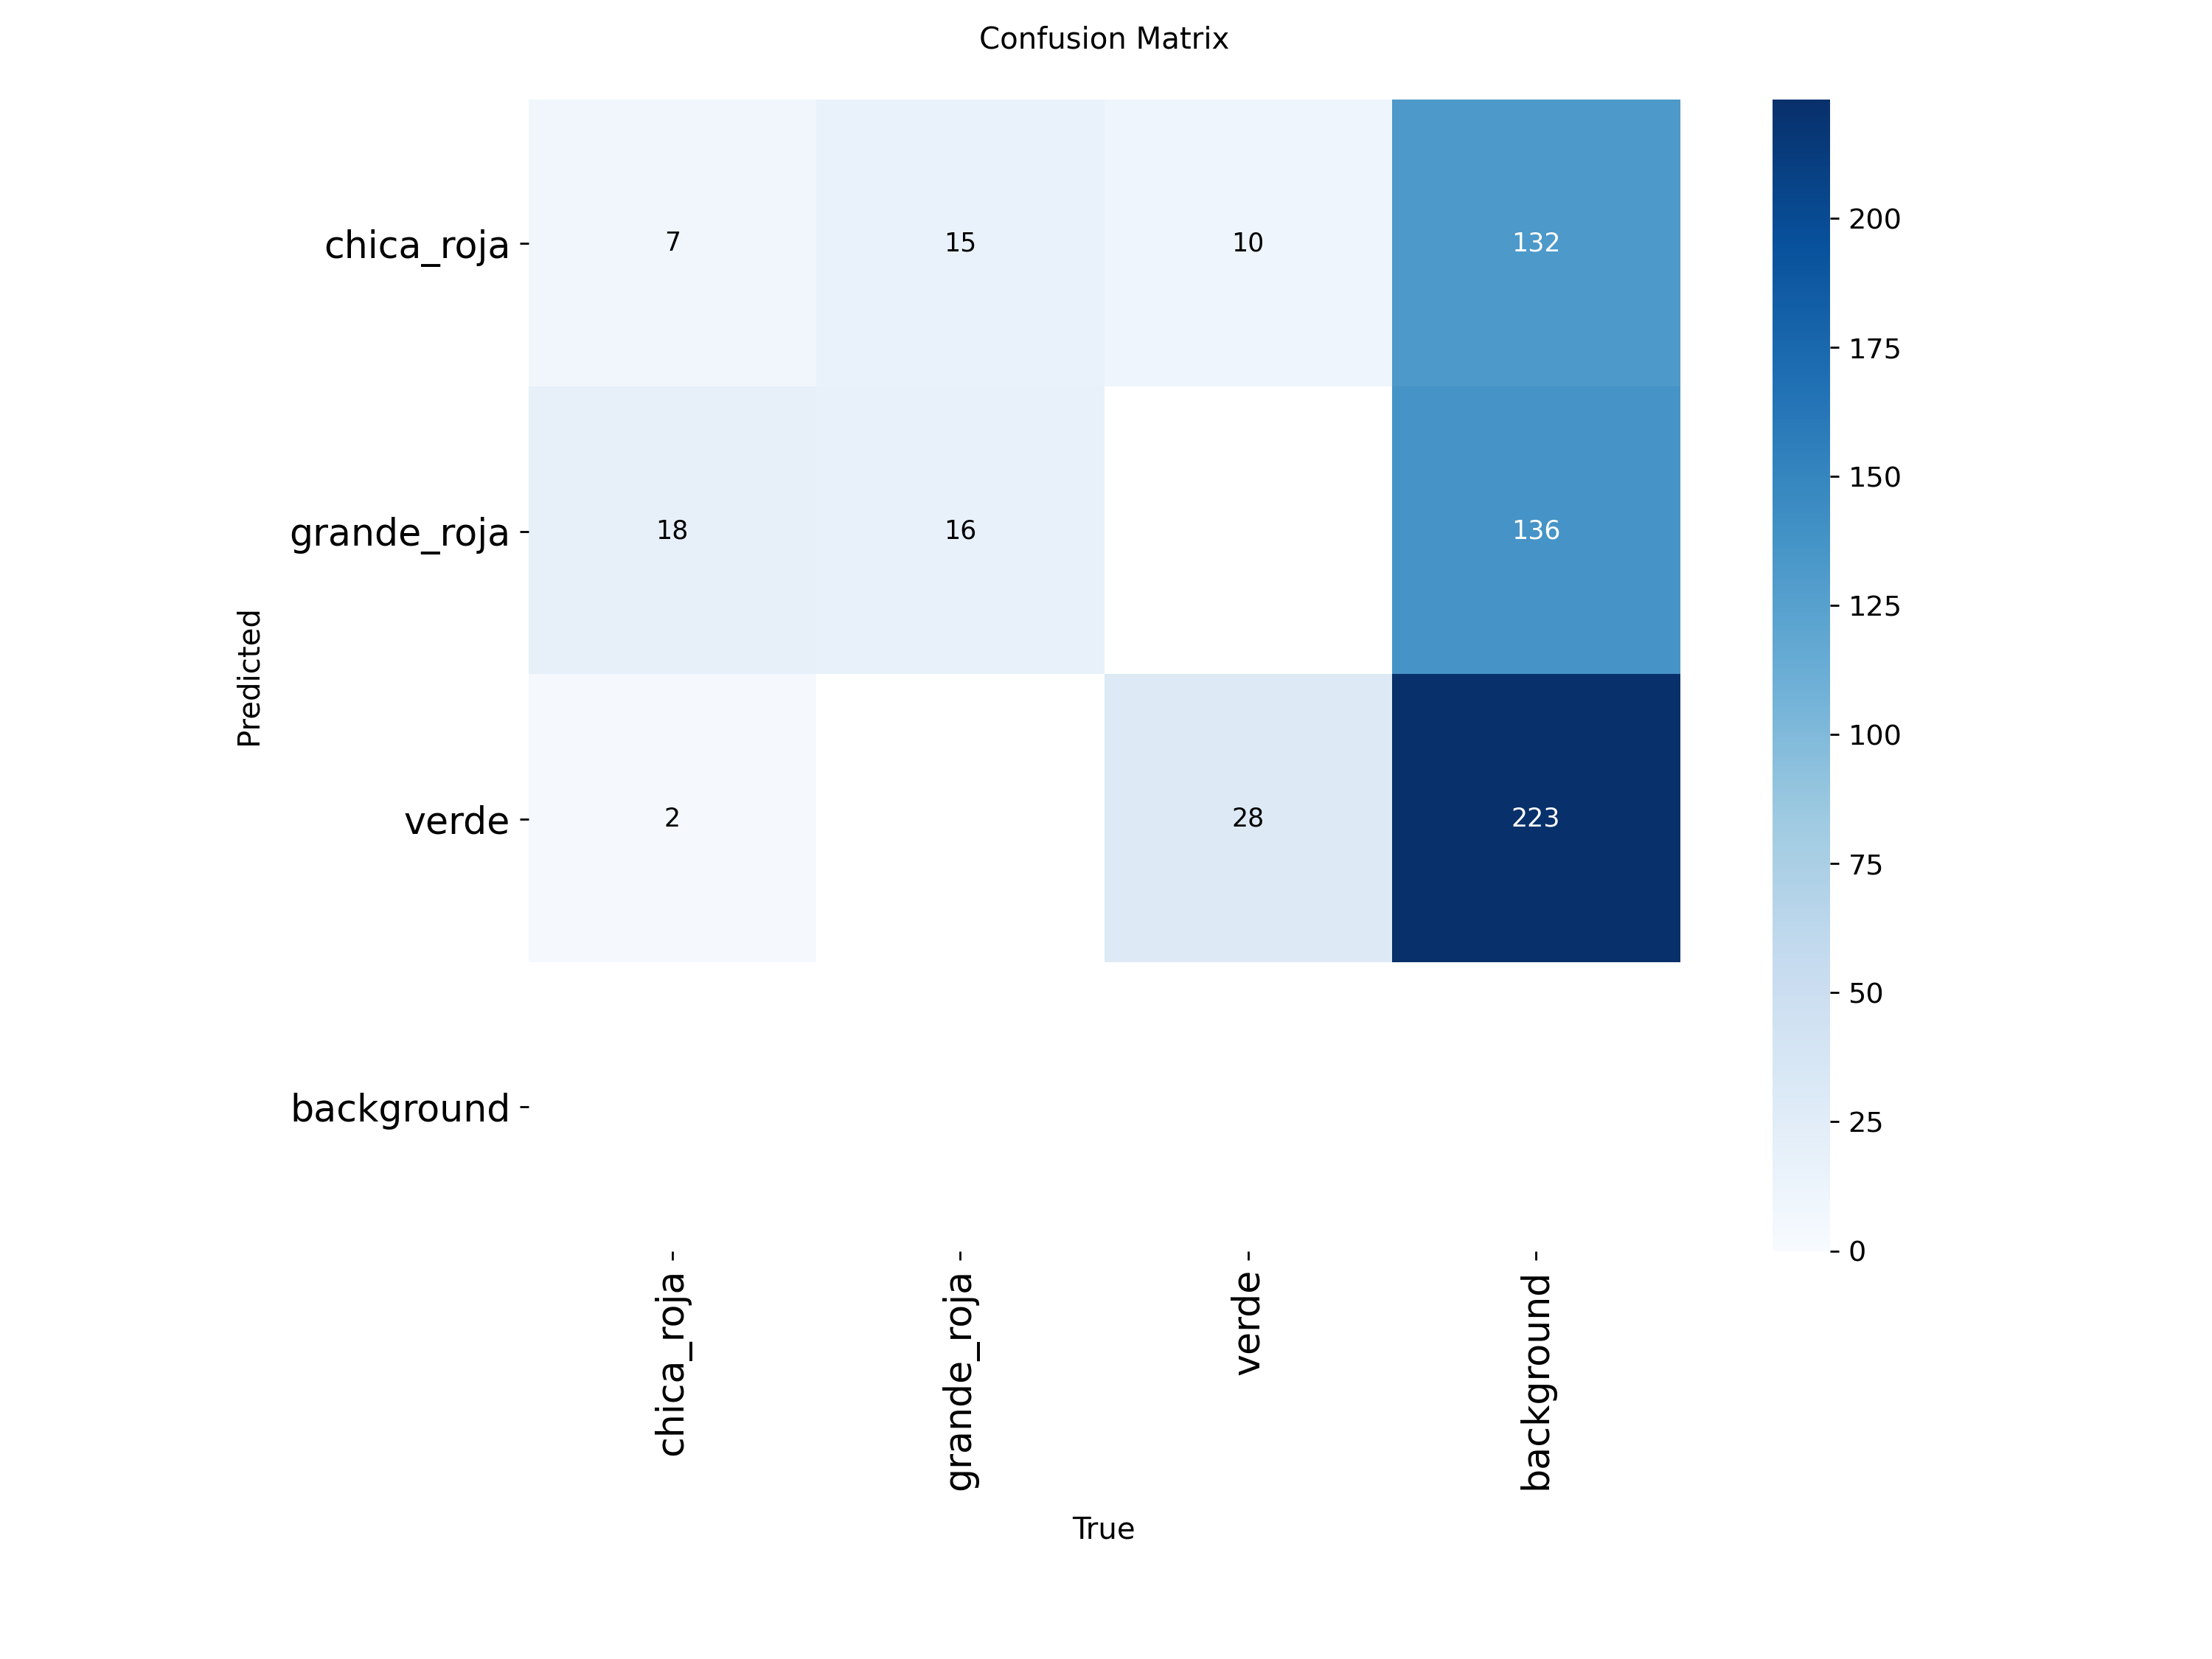 Confusion Matrix
chica_roja
7
15
10
132
grande_roja
18
16
136
verde
2
28
223
background
Predicted
chica_roja
grande_roja
verde
background
True
200
175
150
125
100
75
50
25
0